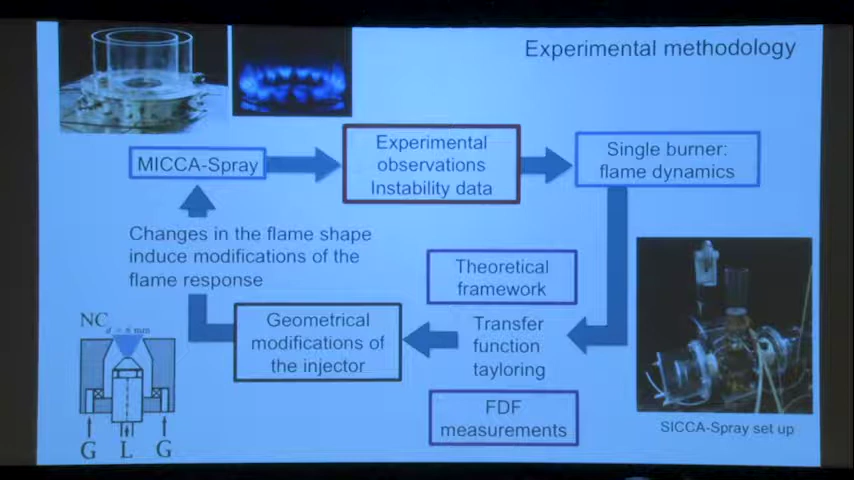 Experimental methodology
MICCA-Spray
Experimental
observations
Instability data
Single burner:
flame dynamics
Changes in the flame shape
induce modifications of the
flame response
Theoretical
framework
Geometrical
modifications of
the injector
Transfer
function
tayloring
FDF
measurements
NC
d = 8 mm
G
L
G
SICCA-Spray set up